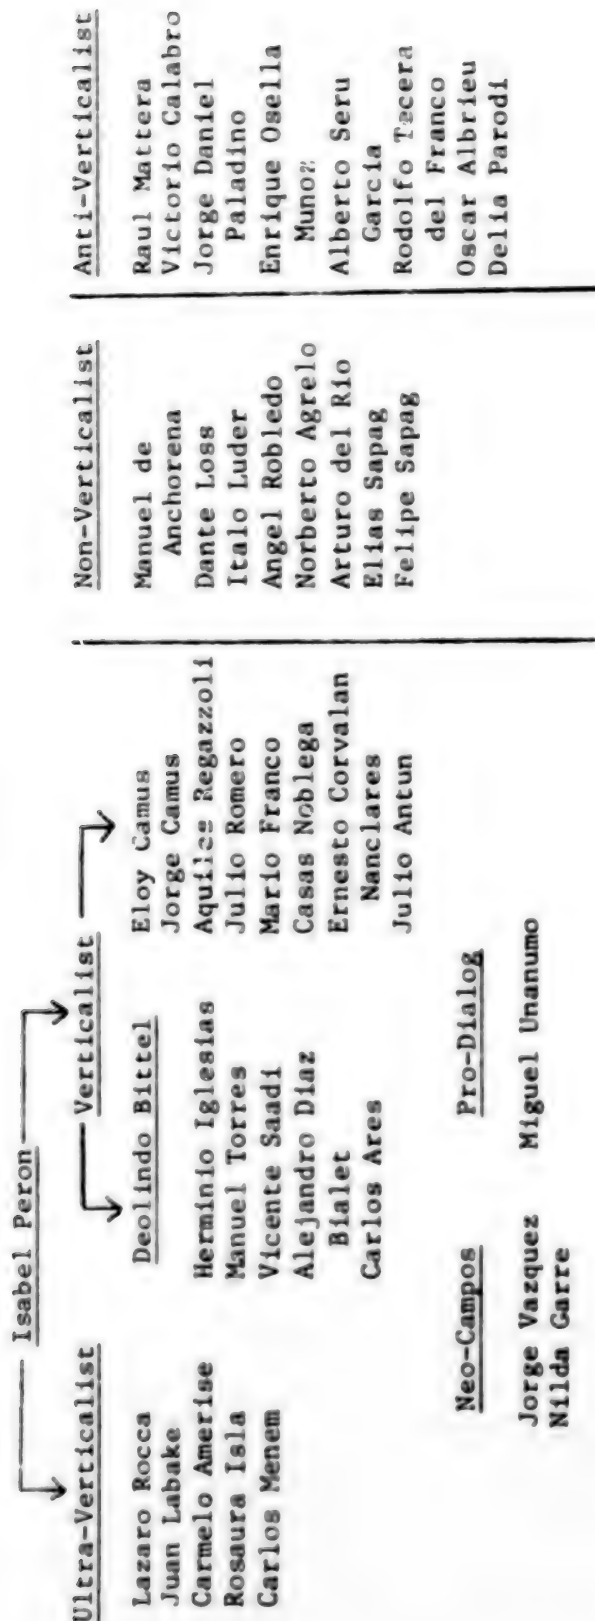 Isabel Peron
Ultra-Verticalist
Lazaro Rocca
Juan Labake
Carmelo Amerise
Rosaura Isla
Carlos Menem
Verticalist
Deolindo Bittel
Herminio Iglesias
Manuel Torres
Vicente Saadi
Alejandro Diaz
Bialet
Carlos Ares
Eloy Camus
Jorge Camus
Aquiles Regazzoli
Julio Romero
Mario Franco
Casas Noblega
Ernesto Corvalan
Nanclares
Julio Antun
Neo-Campos
Jorge Vazquez
Nilda Garre
Pro-Dialog
Miguel Unanumo
Non-Verticalist
Manuel de
Anchorena
Dante Loss
Italo Luder
Angel Robledo
Norberto Agrelo
Arturo del Rio
Elias Sapag
Felipe Sapag
Anti-Verticalist
Raul Mattera
Victorio Calabro
Jorge Daniel
Paladino
Enrique Osella
Munoz
Alberto Seru
Garcia
Rodolfo Tecera
del Franco
Oscar Albrieu
Delia Parodi